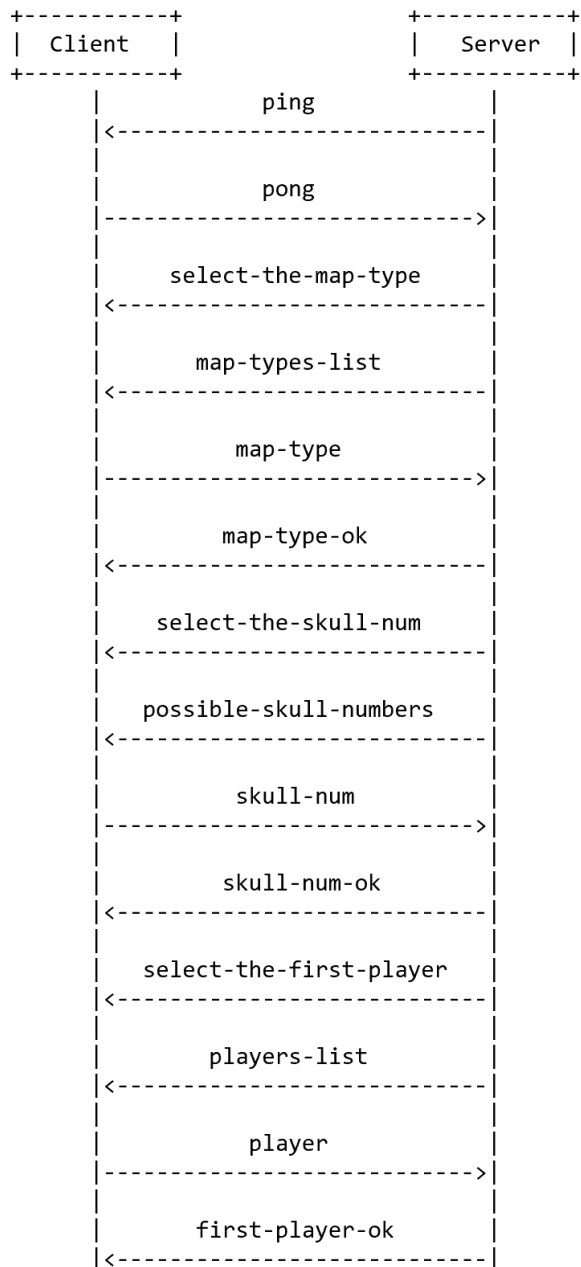 Client Server
ping
pong
select-the-map-type
map-types-list
map-type
map-type-ok
select-the-skull-num
possible-skull-numbers
skull-num
skull-num-ok
select-the-first-player
players-list
player
first-player-ok